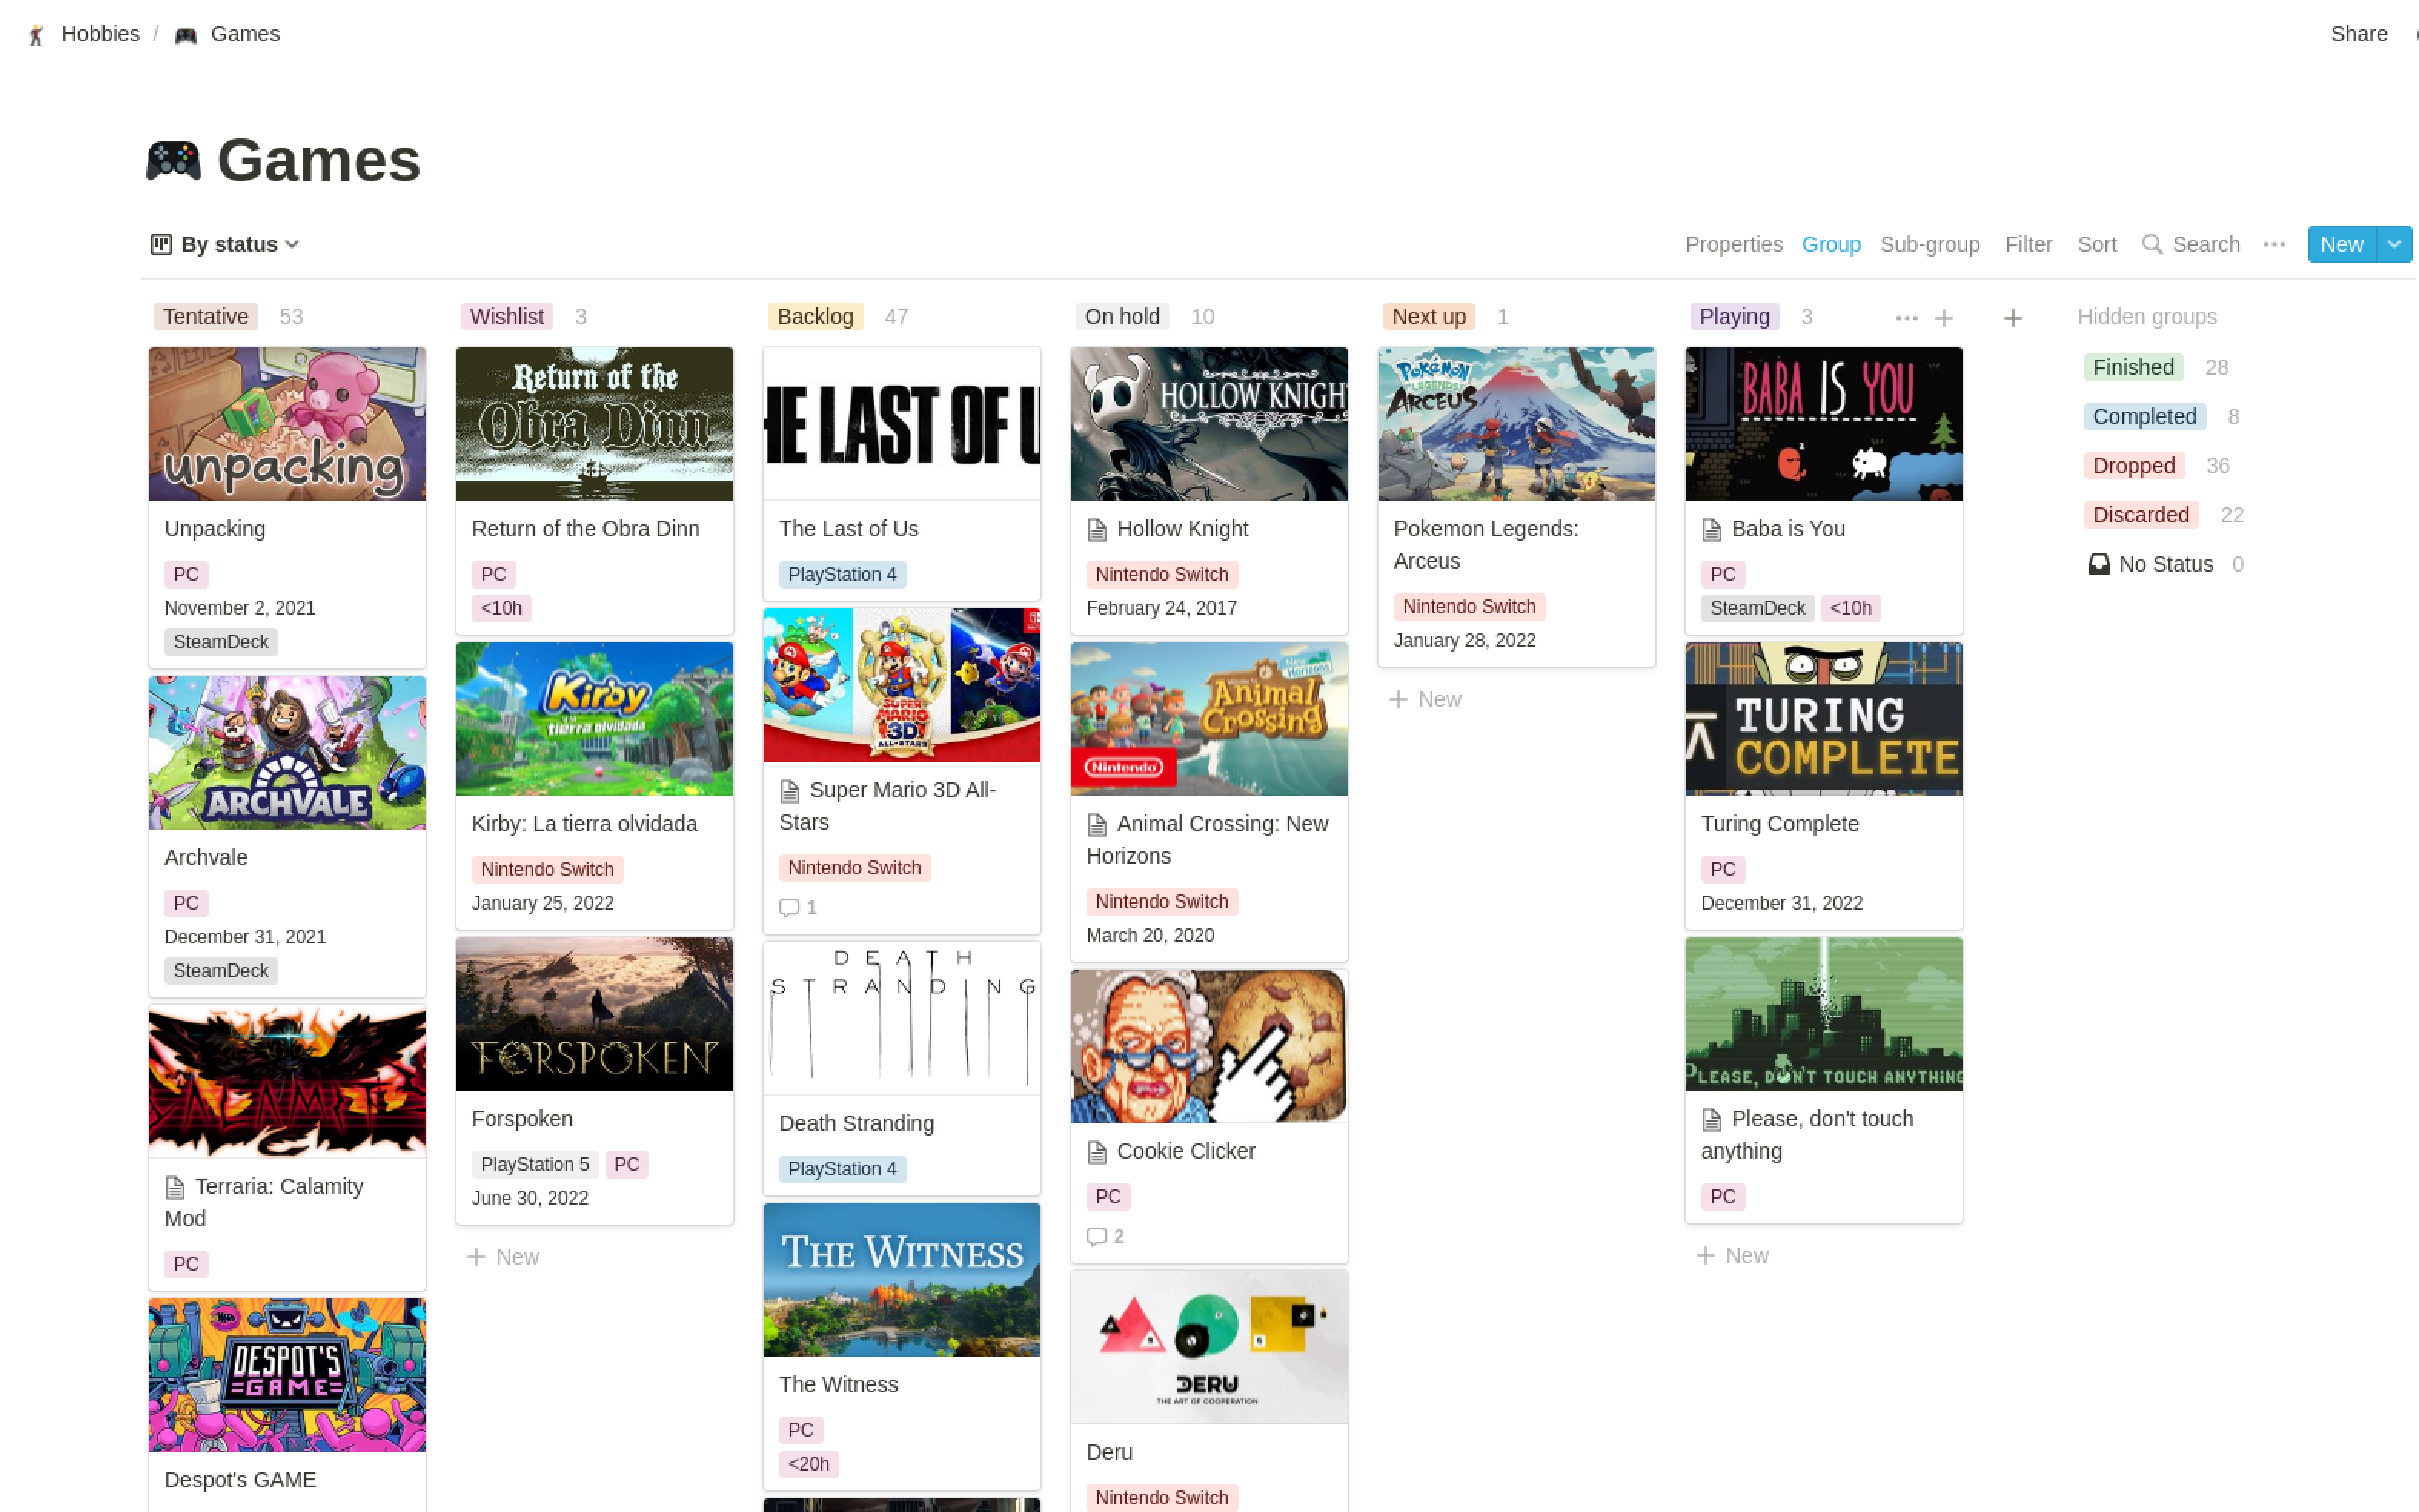 Hobbies / Games
Share
Games
By status
Properties Group Sub-group Filter Sort Search New
Tentative 53
unpacking
Unpacking
PC
November 2, 2021
SteamDeck
ARCHVALE
Archvale
PC
December 31, 2021
SteamDeck
CALAMITY
Terraria: Calamity
Mod
PC
DESPOT'S
GAME
Despot's GAME
Wishlist 3
Return of the
Obra Dinn
Return of the Obra Dinn
PC
<10h
Kirby
y la
tierra olvidada
Kirby: La tierra olvidada
Nintendo Switch
January 25, 2022
FORSPOKEN
Forspoken
PlayStation 5 PC
June 30, 2022
New
Backlog 47
HE LAST OF U
The Last of Us
PlayStation 4
SUPER
MARIO
3D
ALL-STARS
Super Mario 3D All-
Stars
Nintendo Switch
1
DEATH
STRANDING
Death Stranding
PlayStation 4
THE WITNESS
The Witness
PC
<20h
On hold 10
HOLLOW KNIGH
Hollow Knight
Nintendo Switch
February 24, 2017
New
Horizons
Animal
Crossing
Nintendo
Animal Crossing: New
Horizons
Nintendo Switch
March 20, 2020
Cookie Clicker
PC
2
DERU
THE ART OF COOPERATION
Deru
Nintendo Switch
Next up 1
POKÉMON
LEGENDS
ARCEUS
Pokemon Legends:
Arceus
Nintendo Switch
January 28, 2022
New
Playing 3
BABA IS YOU
Baba is You
PC
SteamDeck <10h
TURING
COMPLETE
Turing Complete
PC
December 31, 2022
PLEASE, DON'T TOUCH ANYTHING
Please, don't touch
anything
PC
New
Hidden groups
Finished 28
Completed 8
Dropped 36
Discarded 22
No Status 0